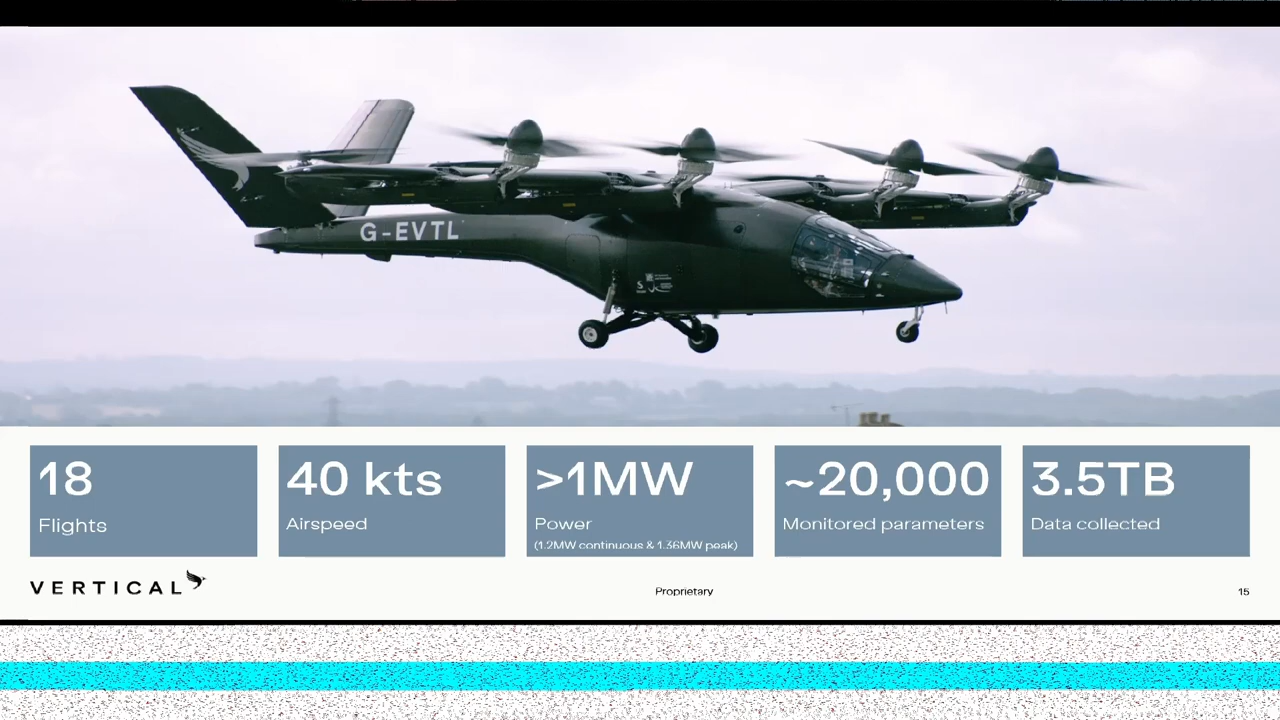 G-EVTL
18
Flights
40 kts
Airspeed
>1MW
Power
(1.2MW continuous & 1.36MW peak)
~20,000
Monitored parameters
3.5TB
Data collected
VERTICAL
Proprietary
15